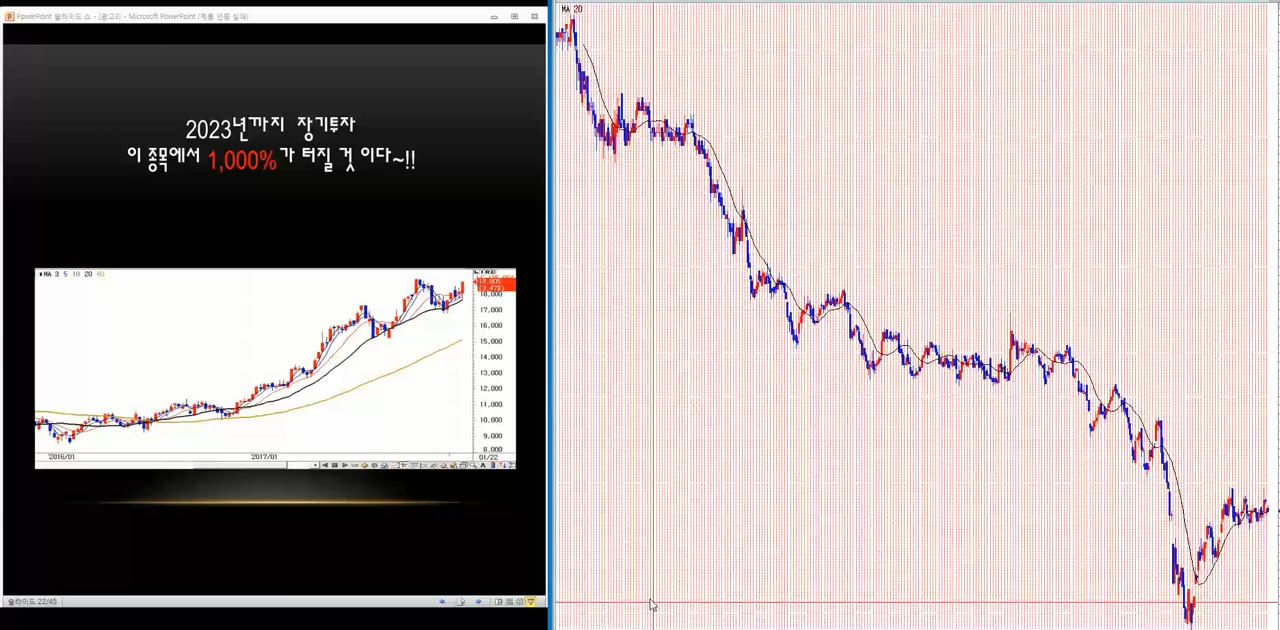 PowerPoint 슬라이드 쇼 - [광고3] - Microsoft PowerPoint (제품 인증 실패)
2023년까지 장기투자
이 종목에서 1,000%가 터질 것 이다~!!
MA 3 5 10 20 60
18,000
17,000
16,000
15,000
14,000
13,000
12,000
11,000
10,000
9,000
8,000
2016/01
2017/01
01/22
슬라이드 22/45
MA 20